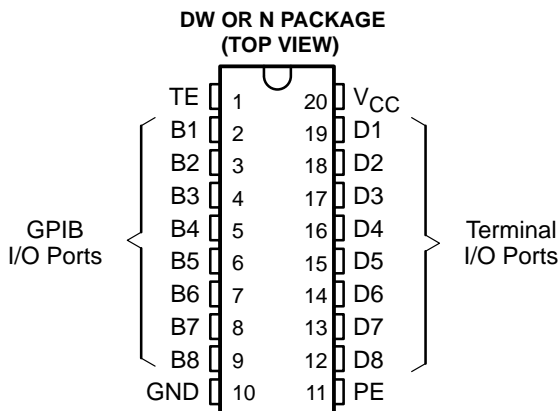 DW OR N PACKAGE
(TOP VIEW)
TE 1 20 VCC
B1 2 19 D1
B2 3 18 D2
B3 4 17 D3
B4 5 16 D4
B5 6 15 D5
B6 7 14 D6
B7 8 13 D7
B8 9 12 D8
GND 10 11 PE
GPIB
I/O Ports
Terminal
I/O Ports